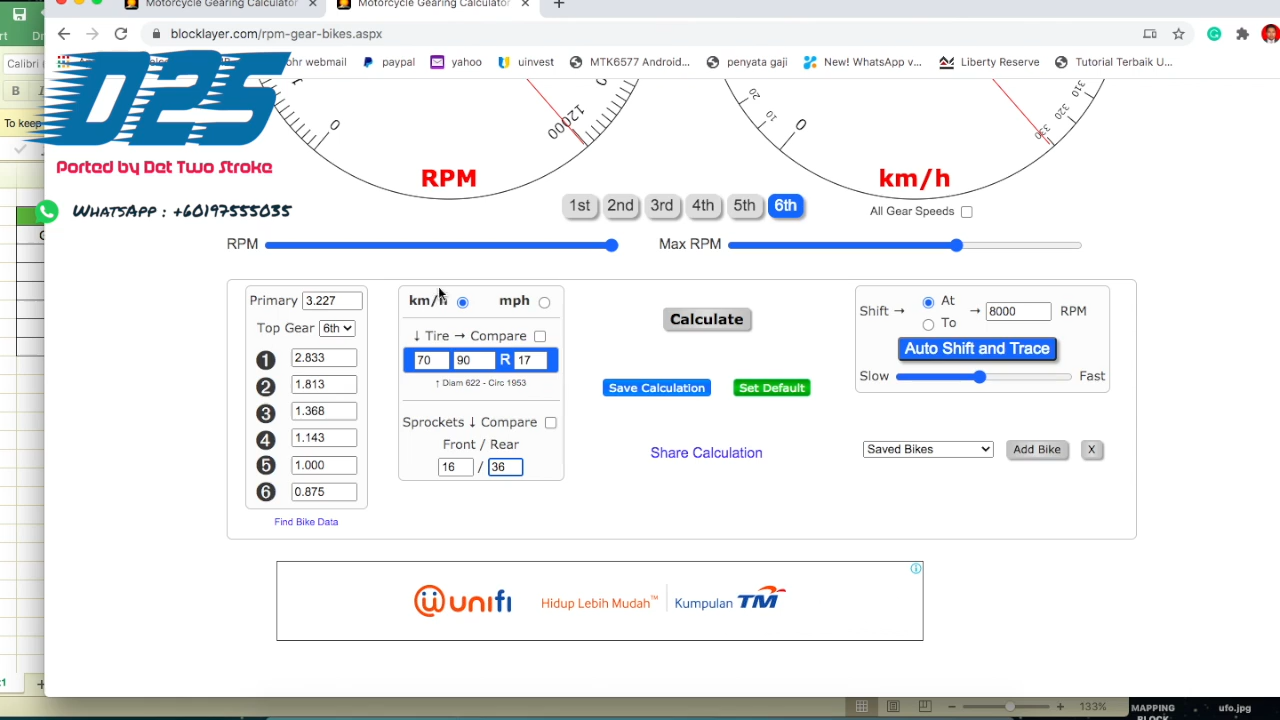 Motorcycle Gearing Calculator
Motorcycle Gearing Calculator
blocklayer.com/rpm-gear-bikes.aspx
Calibri
paypal
yahoo
uinvest
MTK6577 Android...
penyata gaji
New! WhatsApp v...
Liberty Reserve
Tutorial Terbaik U...
B
To keep
D2S
Ported by Det Two Stroke
WhatsApp : +60197555035
0
12000
RPM
0
10
20
310
320
330
km/h
1st
2nd
3rd
4th
5th
6th
All Gear Speeds
RPM
Max RPM
Primary 3.227
Top Gear 6th
1 2.833
2 1.813
3 1.368
4 1.143
5 1.000
6 0.875
Find Bike Data
km/h mph
↓ Tire → Compare
70 90 R 17
↑ Diam 622 - Circ 1953
Sprockets ↓ Compare
Front / Rear
16 / 36
Calculate
Save Calculation
Set Default
Share Calculation
Shift → At → 8000 RPM
To
Auto Shift and Trace
Slow Fast
Saved Bikes
Add Bike
X
unifi
Hidup Lebih Mudah™
Kumpulan TM
133%
MAPPING
BLOCK
ufo.jpg